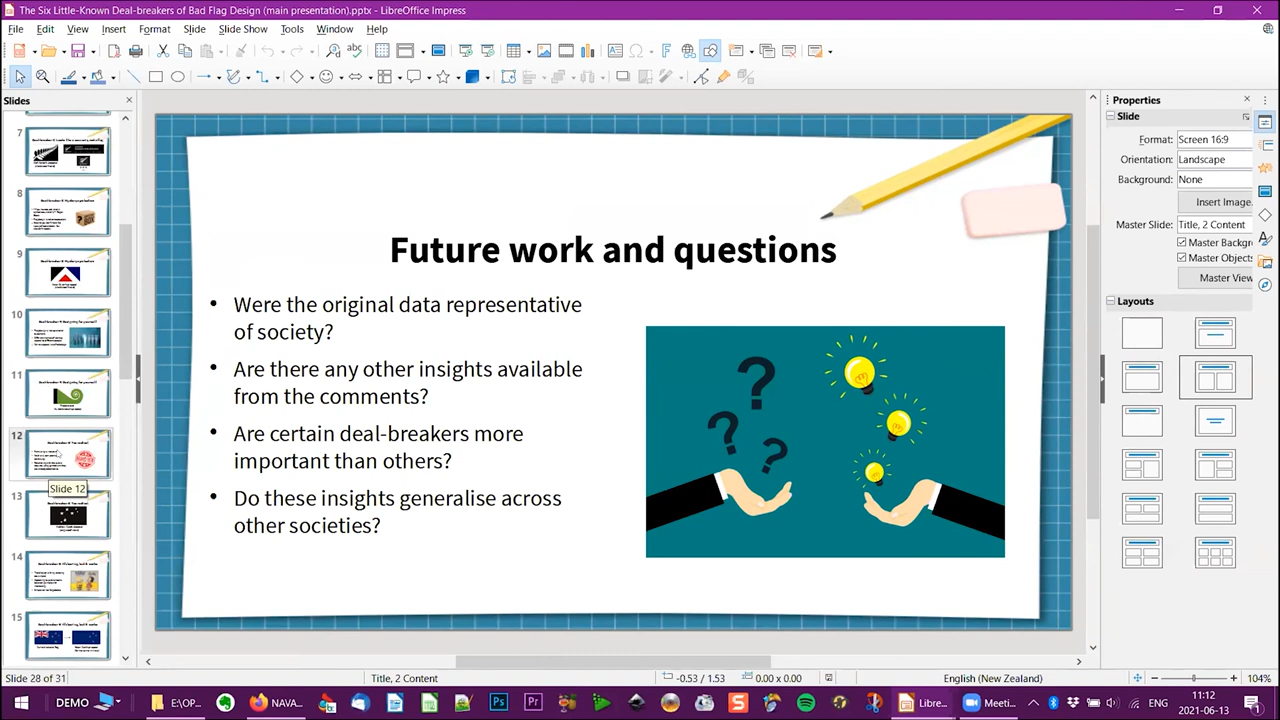 The Six Little-Known Deal-breakers of Bad Flag Design (main presentation).pptx - LibreOffice Impress
File Edit View Insert Format Slide Slide Show Tools Window Help
Slides
Properties
Slide
Format: Screen 16:9
Orientation: Landscape
Background: None
Insert Image.
Master Slide: Title, 2 Content
Master Backgr
Master Objects
Master View
Layouts
7
8
9
10
11
12
Slide 12
13
14
15
Future work and questions
• Were the original data representative
of society?
• Are there any other insights available
from the comments?
• Are certain deal-breakers more
important than others?
• Do these insights generalise across
other societies?
? ? ?
Slide 28 of 31
Title, 2 Content
-0.53 / 1.53
0.00 x 0.00
English (New Zealand)
104%
DEMO
E:\OP...
NAVA...
Libre...
Meeti...
ENG
11:12
2021-06-13